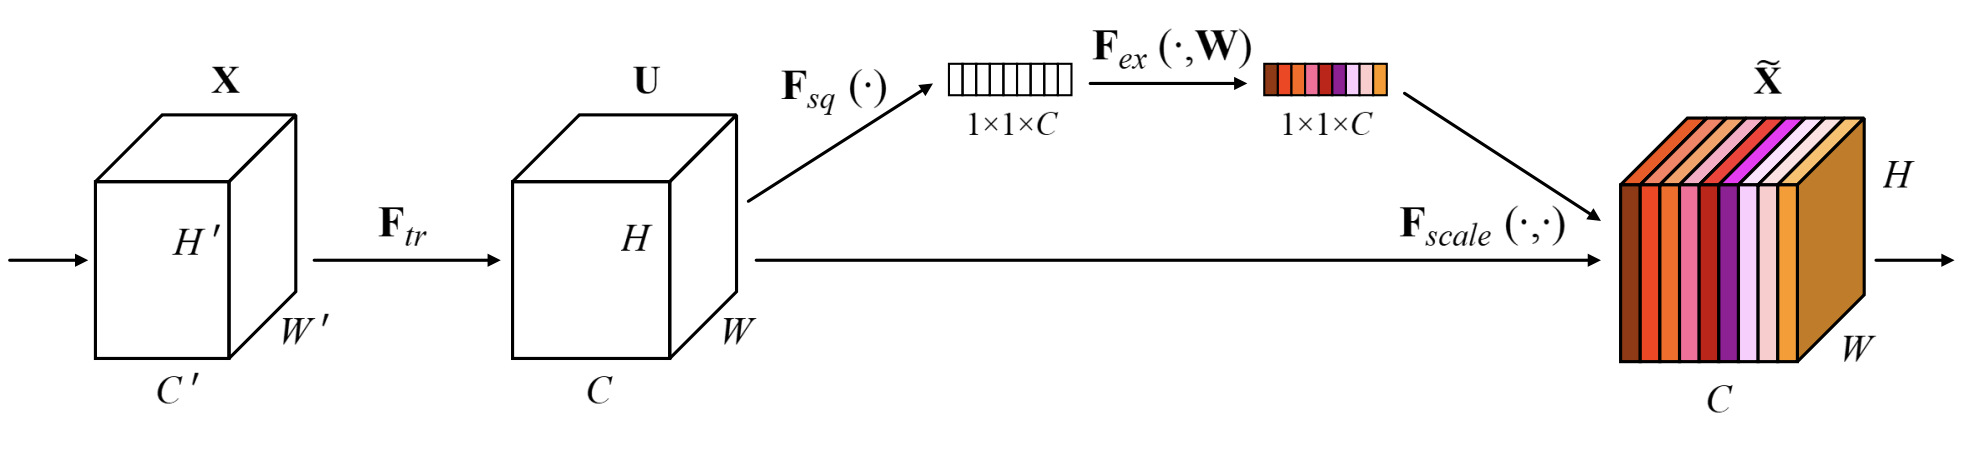 X
H′
W′
C′
F_tr
U
H
W
C
F_sq (·)
1×1×C
F_ex (·,W)
1×1×C
F_scale (·,·)
X̃
H
W
C